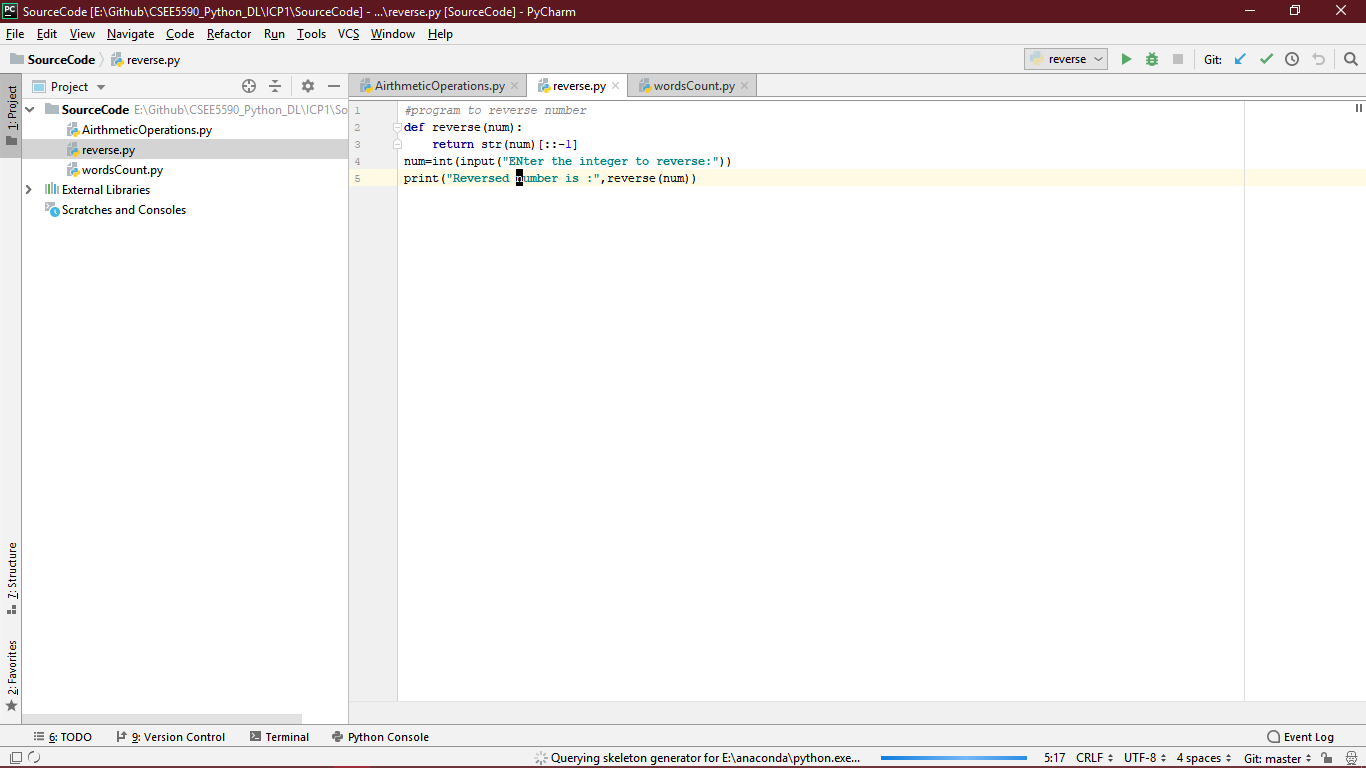 SourceCode [E:\Github\CSEE5590_Python_DL\ICP1\SourceCode] - ...\reverse.py [SourceCode] - PyCharm
File Edit View Navigate Code Refactor Run Tools VCS Window Help
SourceCode reverse.py reverse Git:
Project AirthmeticOperations.py reverse.py wordsCount.py
1: Project
SourceCode E:\Github\CSEE5590_Python_DL\ICP1\So
AirthmeticOperations.py
reverse.py
wordsCount.py
External Libraries
Scratches and Consoles
1 #program to reverse number
2 def reverse(num):
3 return str(num)[::-1]
4 num=int(input("ENter the integer to reverse:"))
5 print("Reversed number is :",reverse(num))
7: Structure
2: Favorites
6: TODO 9: Version Control Terminal Python Console Event Log
Querying skeleton generator for E:\anaconda\python.exe... 5:17 CRLF UTF-8 4 spaces Git: master